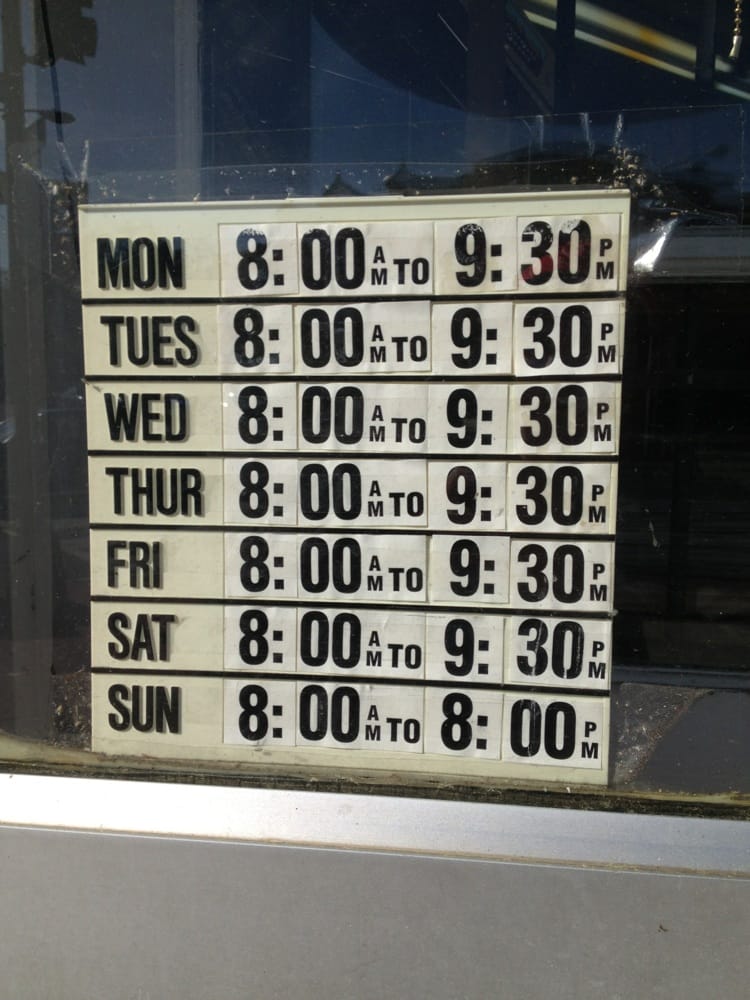 MON 8:00 AM TO 9:30 PM
TUES 8:00 AM TO 9:30 PM
WED 8:00 AM TO 9:30 PM
THUR 8:00 AM TO 9:30 PM
FRI 8:00 AM TO 9:30 PM
SAT 8:00 AM TO 9:30 PM
SUN 8:00 AM TO 8:00 PM